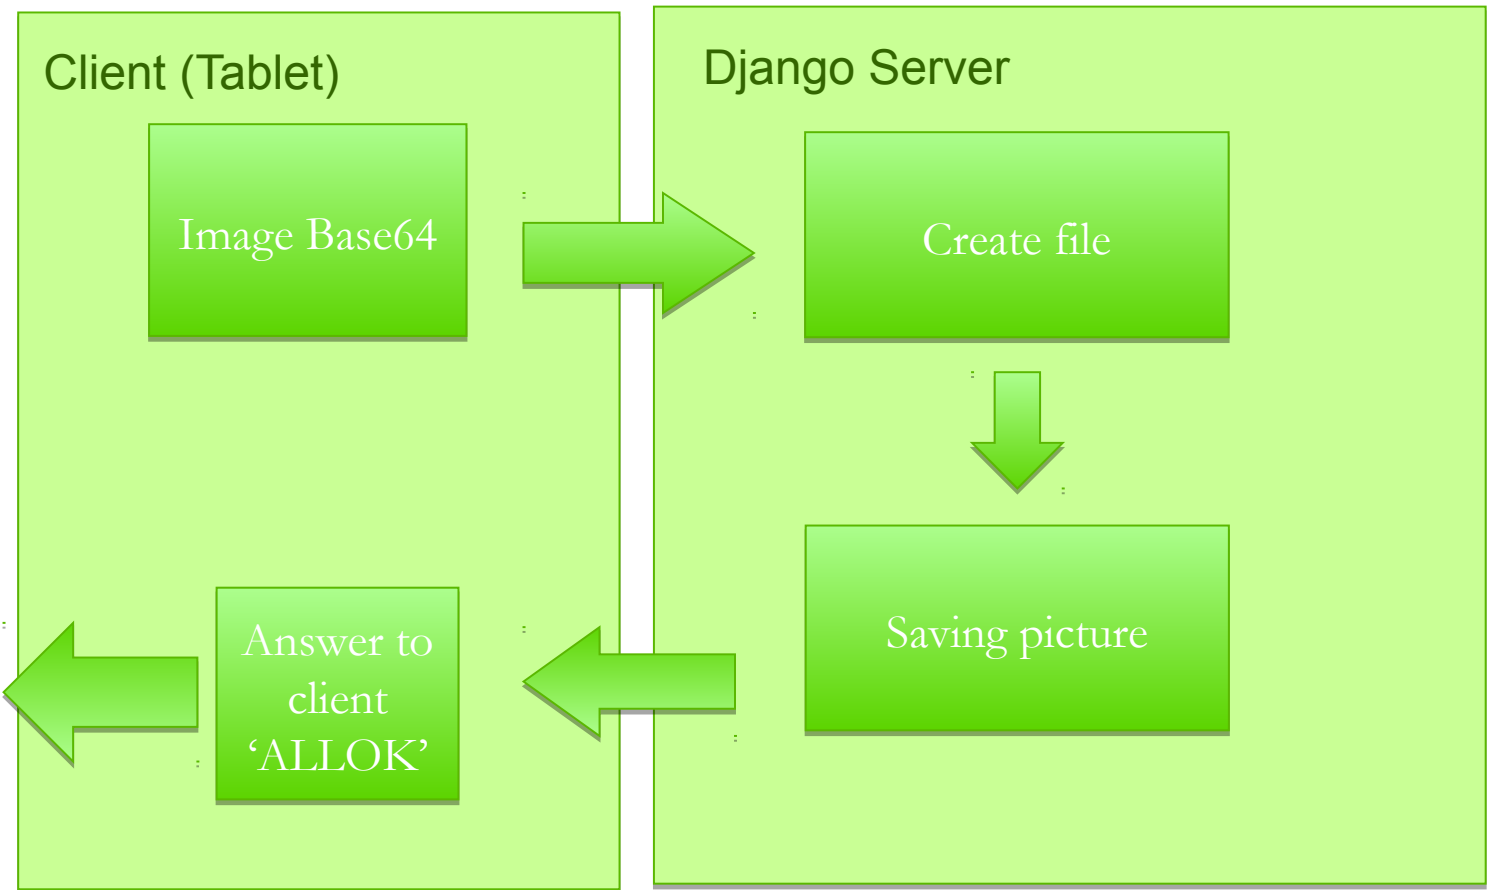 Client (Tablet)
Django Server
Image Base64
Create file
Saving picture
Answer to
client
‘ALLOK’